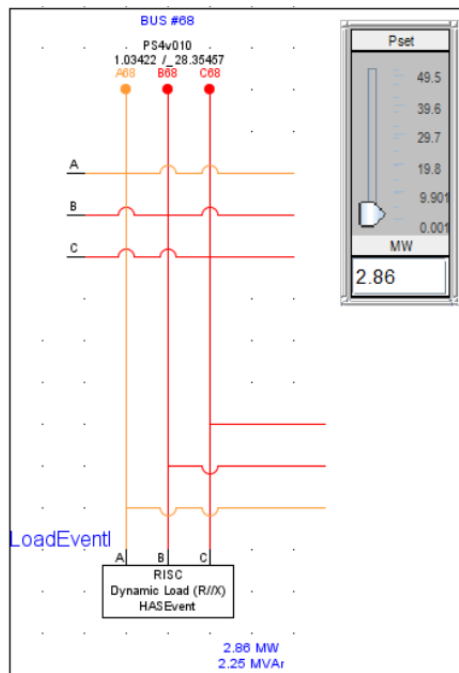 BUS #68
PS4v010
1.03422 /_ 28.35457
A68 B68 C68
A
B
C
LoadEventI
A B C
RISC
Dynamic Load (R//X)
HASEvent
2.86 MW
2.25 MVAr
Pset
49.5
39.6
29.7
19.8
9.901
0.001
MW
2.86